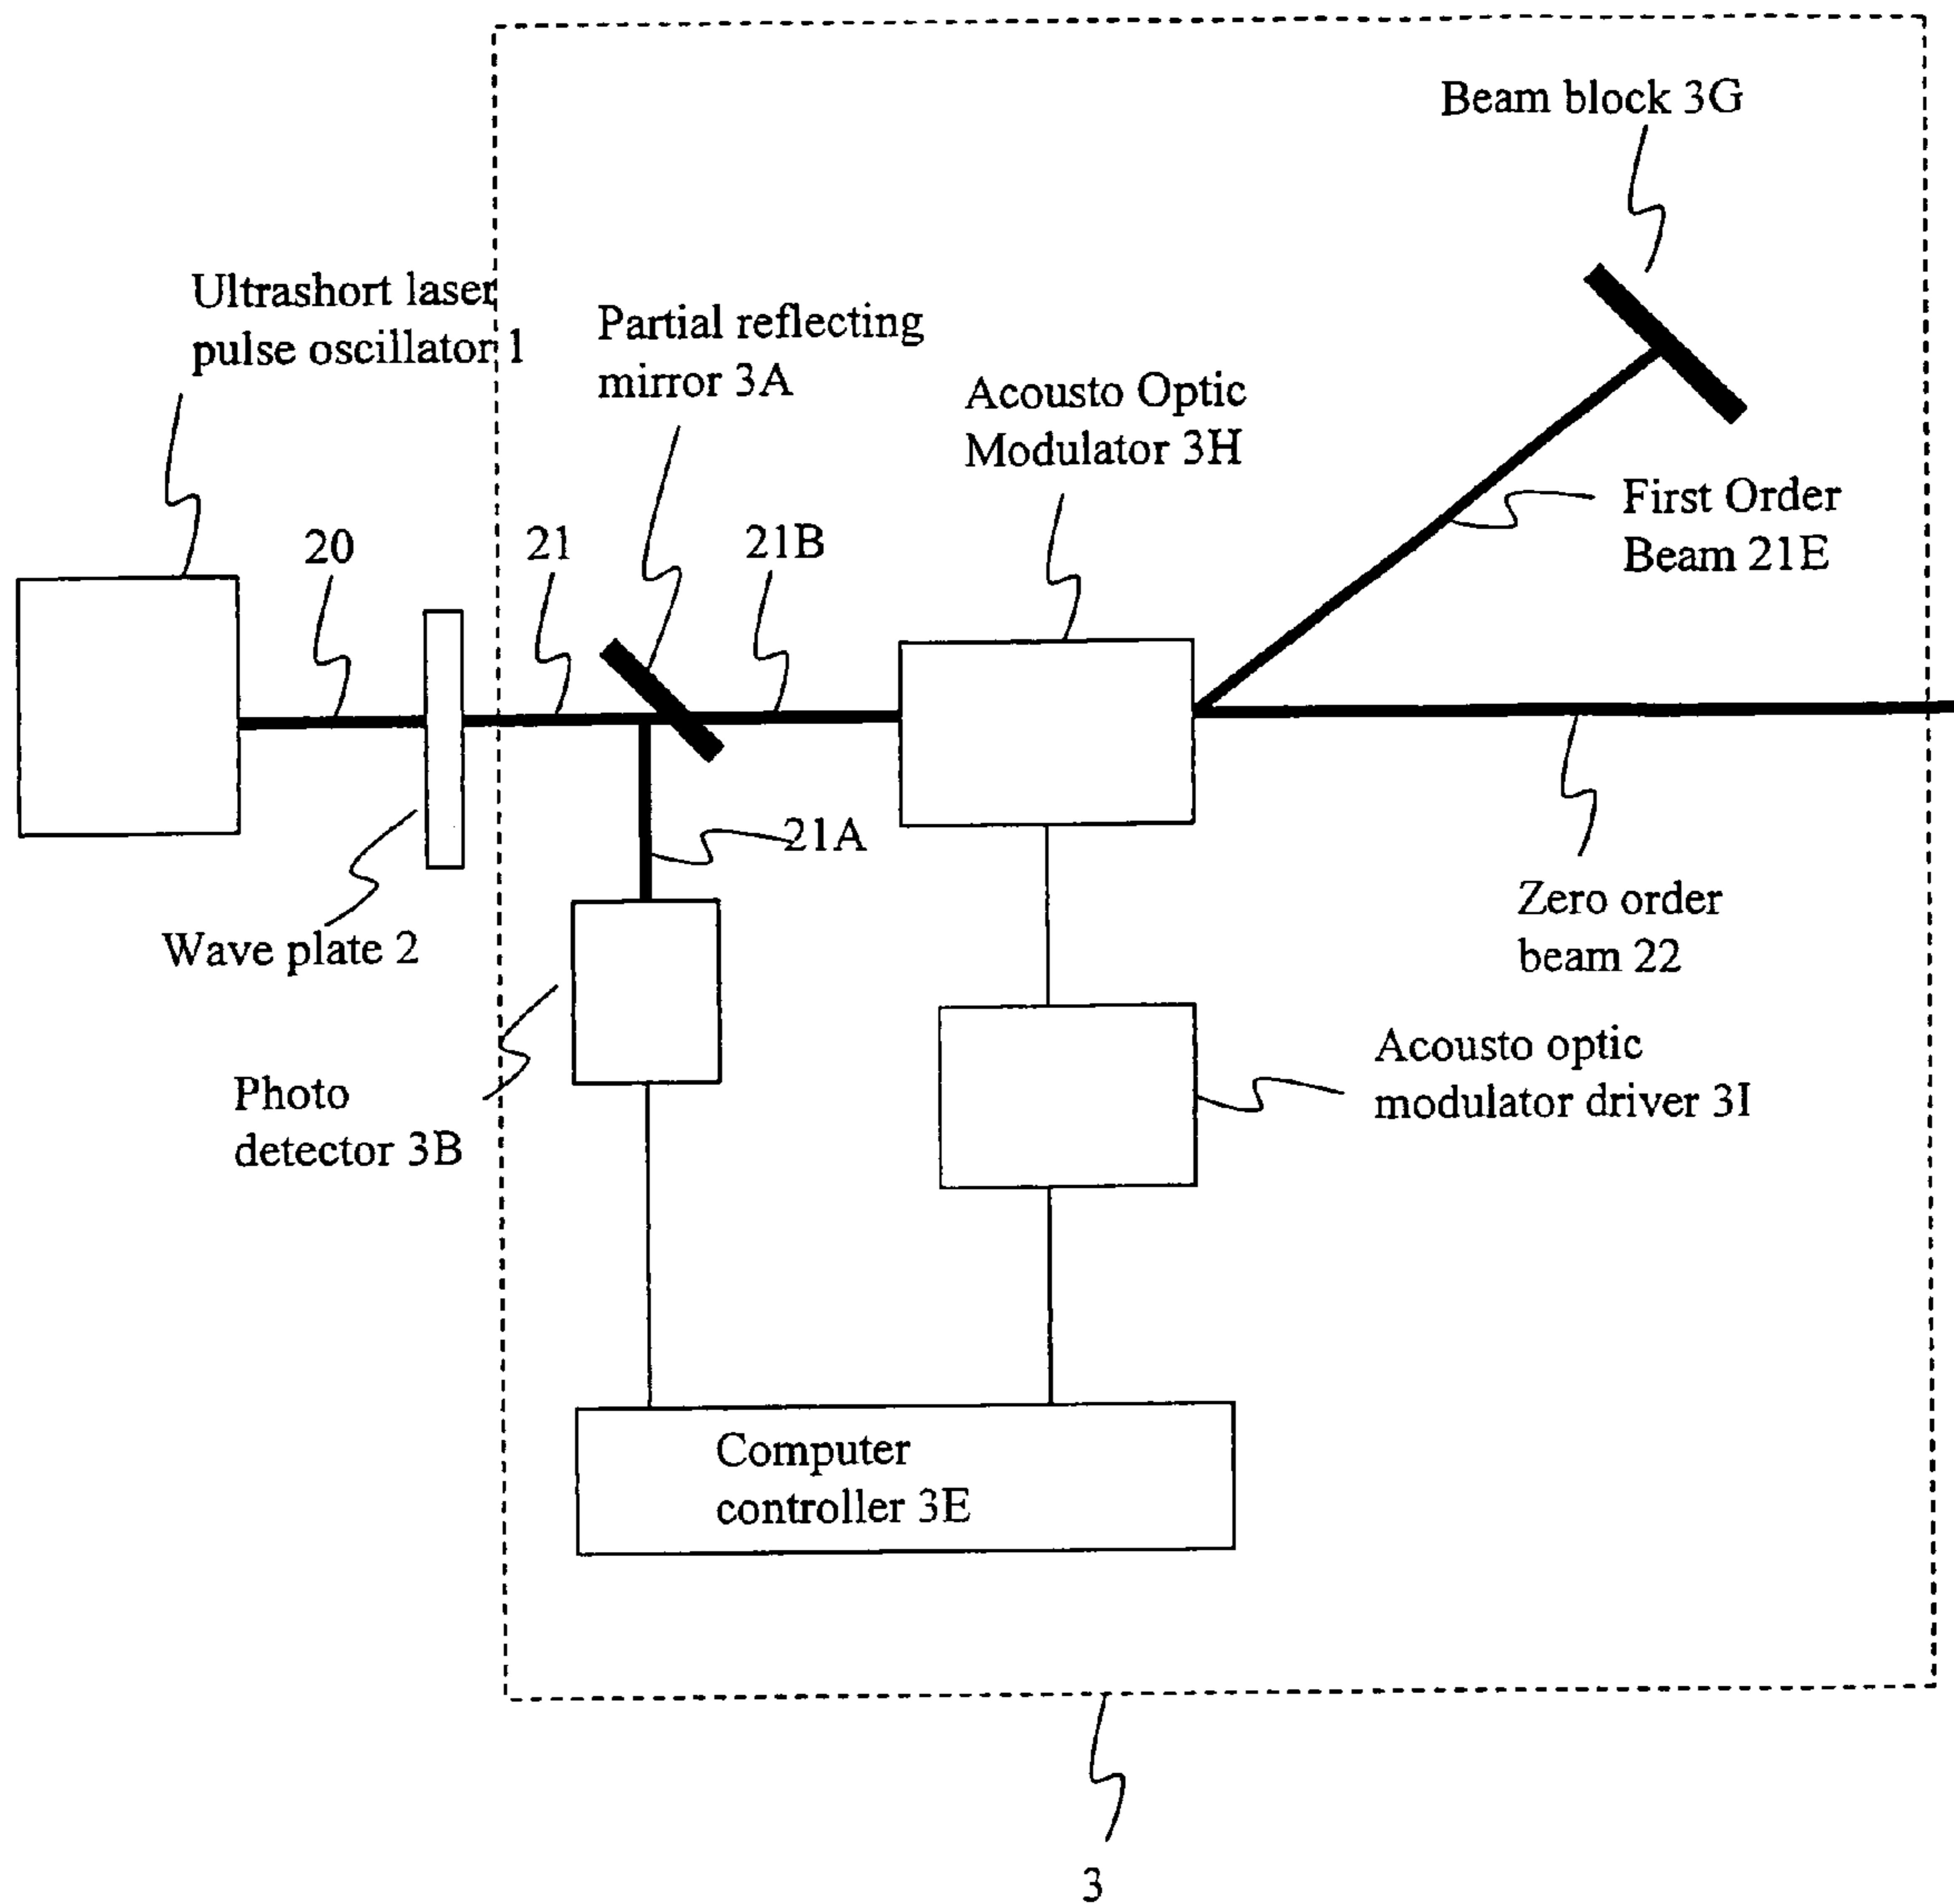 Beam block 3G
Ultrashort laser
pulse oscillator 1
Partial reflecting
mirror 3A
Acousto Optic
Modulator 3H
First Order
Beam 21E
20
21
21B
21A
Wave plate 2
Zero order
beam 22
Photo
detector 3B
Acousto optic
modulator driver 3I
Computer
controller 3E
3